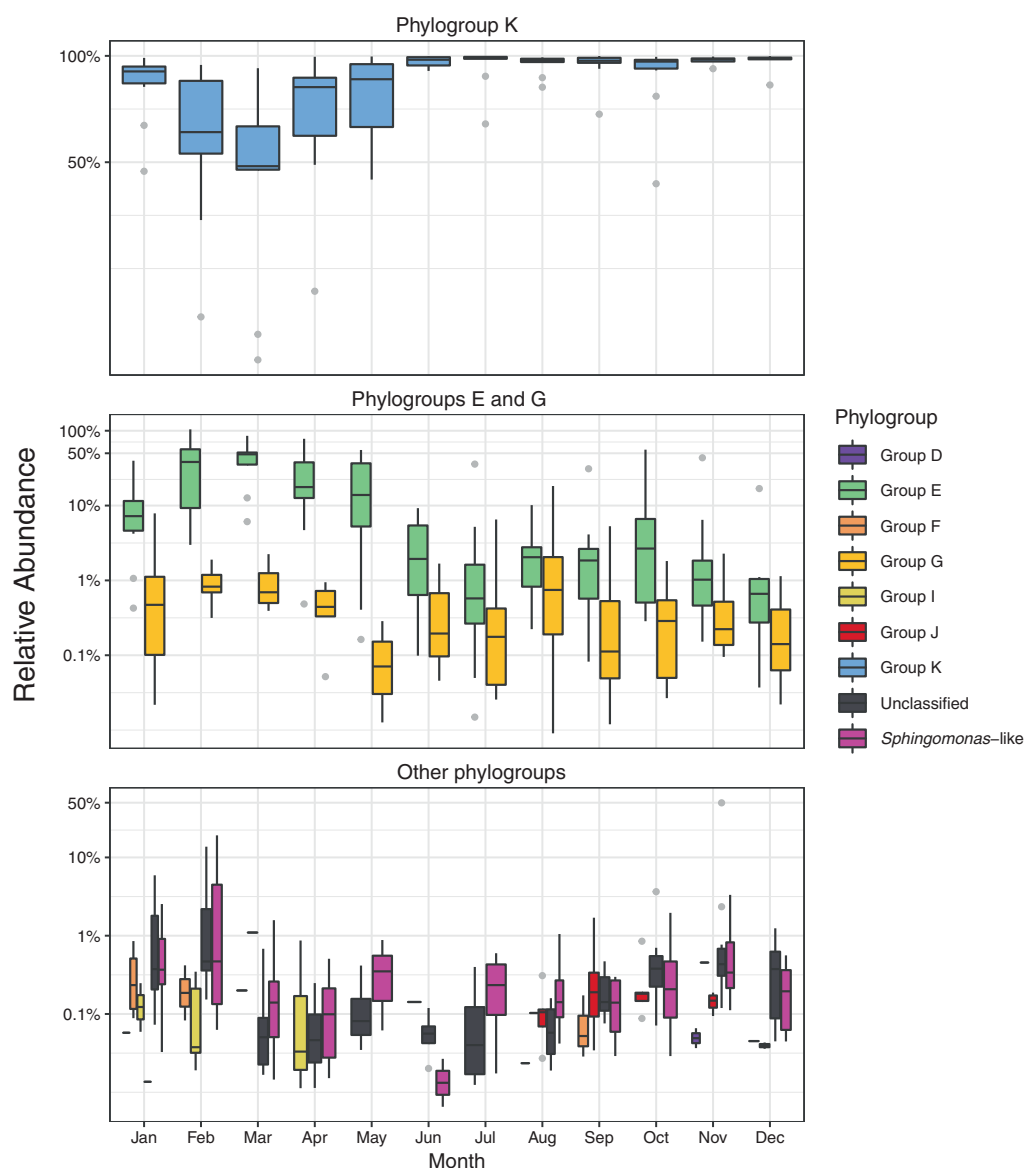 Phylogroup K
100%
50%
Phylogroups E and G
100%
50%
10%
1%
0.1%
Relative Abundance
Other phylogroups
50%
10%
1%
0.1%
Jan Feb Mar Apr May Jun Jul Aug Sep Oct Nov Dec
Month
Phylogroup
Group D
Group E
Group F
Group G
Group I
Group J
Group K
Unclassified
Sphingomonas–like